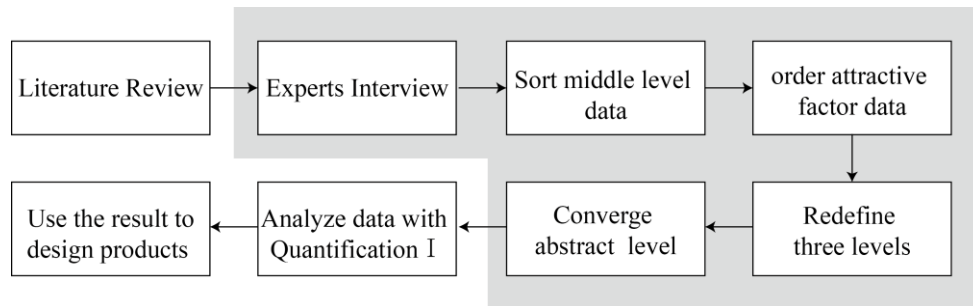 Literature Review
Experts Interview
Sort middle level
data
order attractive
factor data
Redefine
three levels
Converge
abstract level
Analyze data with
Quantification Ⅰ
Use the result to
design products